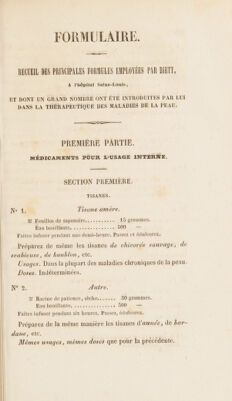 FORMULAIRE.
RECUEIL DES PRINCIPALES FORMULES EMPLOYÉES PAR BIETT,
A l'hôpital Saint-Louis,
ET DONT UN GRAND NOMBRE ONT ÉTÉ INTRODUITES PAR LUI
DANS LA THÉRAPEUTIQUE DES MALADIES DE LA PEAU.
PREMIÈRE PARTIE.
MÉDICAMENTS POUR L'USAGE INTERNE.
SECTION PREMIÈRE.
TISANES.
N° 1. Tisane amère.
Feuilles de saponaire, ........ 15 grammes.
Eau bouillante, .......... 500 —
Faites infuser pendant une demi-heure. Passez et édulcorez.
Préparez de même les tisanes de chicorée sauvage, de
scabieuse, de houblon, etc.
Usages. Dans la plupart des maladies chroniques de la peau.
Doses. Indéterminées.
N° 2. Autre.
Racine de patience, sèche, ...... 30 grammes.
Eau bouillante, .......... 500 —
Faites infuser pendant six heures. Passez, édulcorez.
Préparez de la même manière les tisanes d'aunée, de bar-
dane, etc.
Mêmes usages, mêmes doses que pour la précédente.